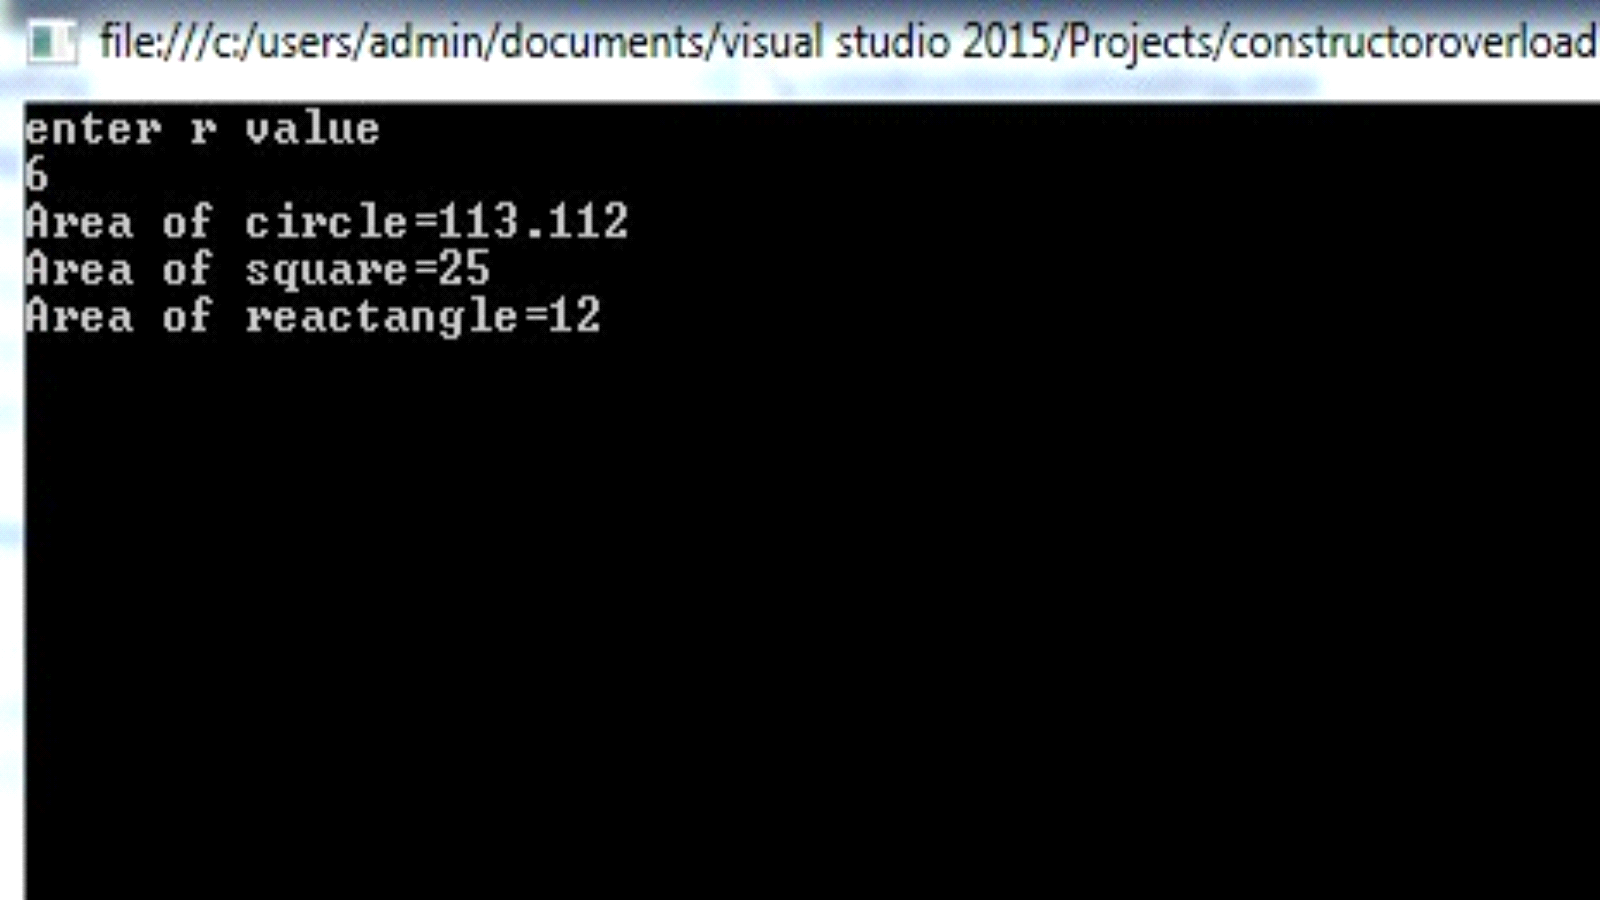 file:///c:/users/admin/documents/visual studio 2015/Projects/constructoroverload
enter r value
6
Area of circle=113.112
Area of square=25
Area of reactangle=12